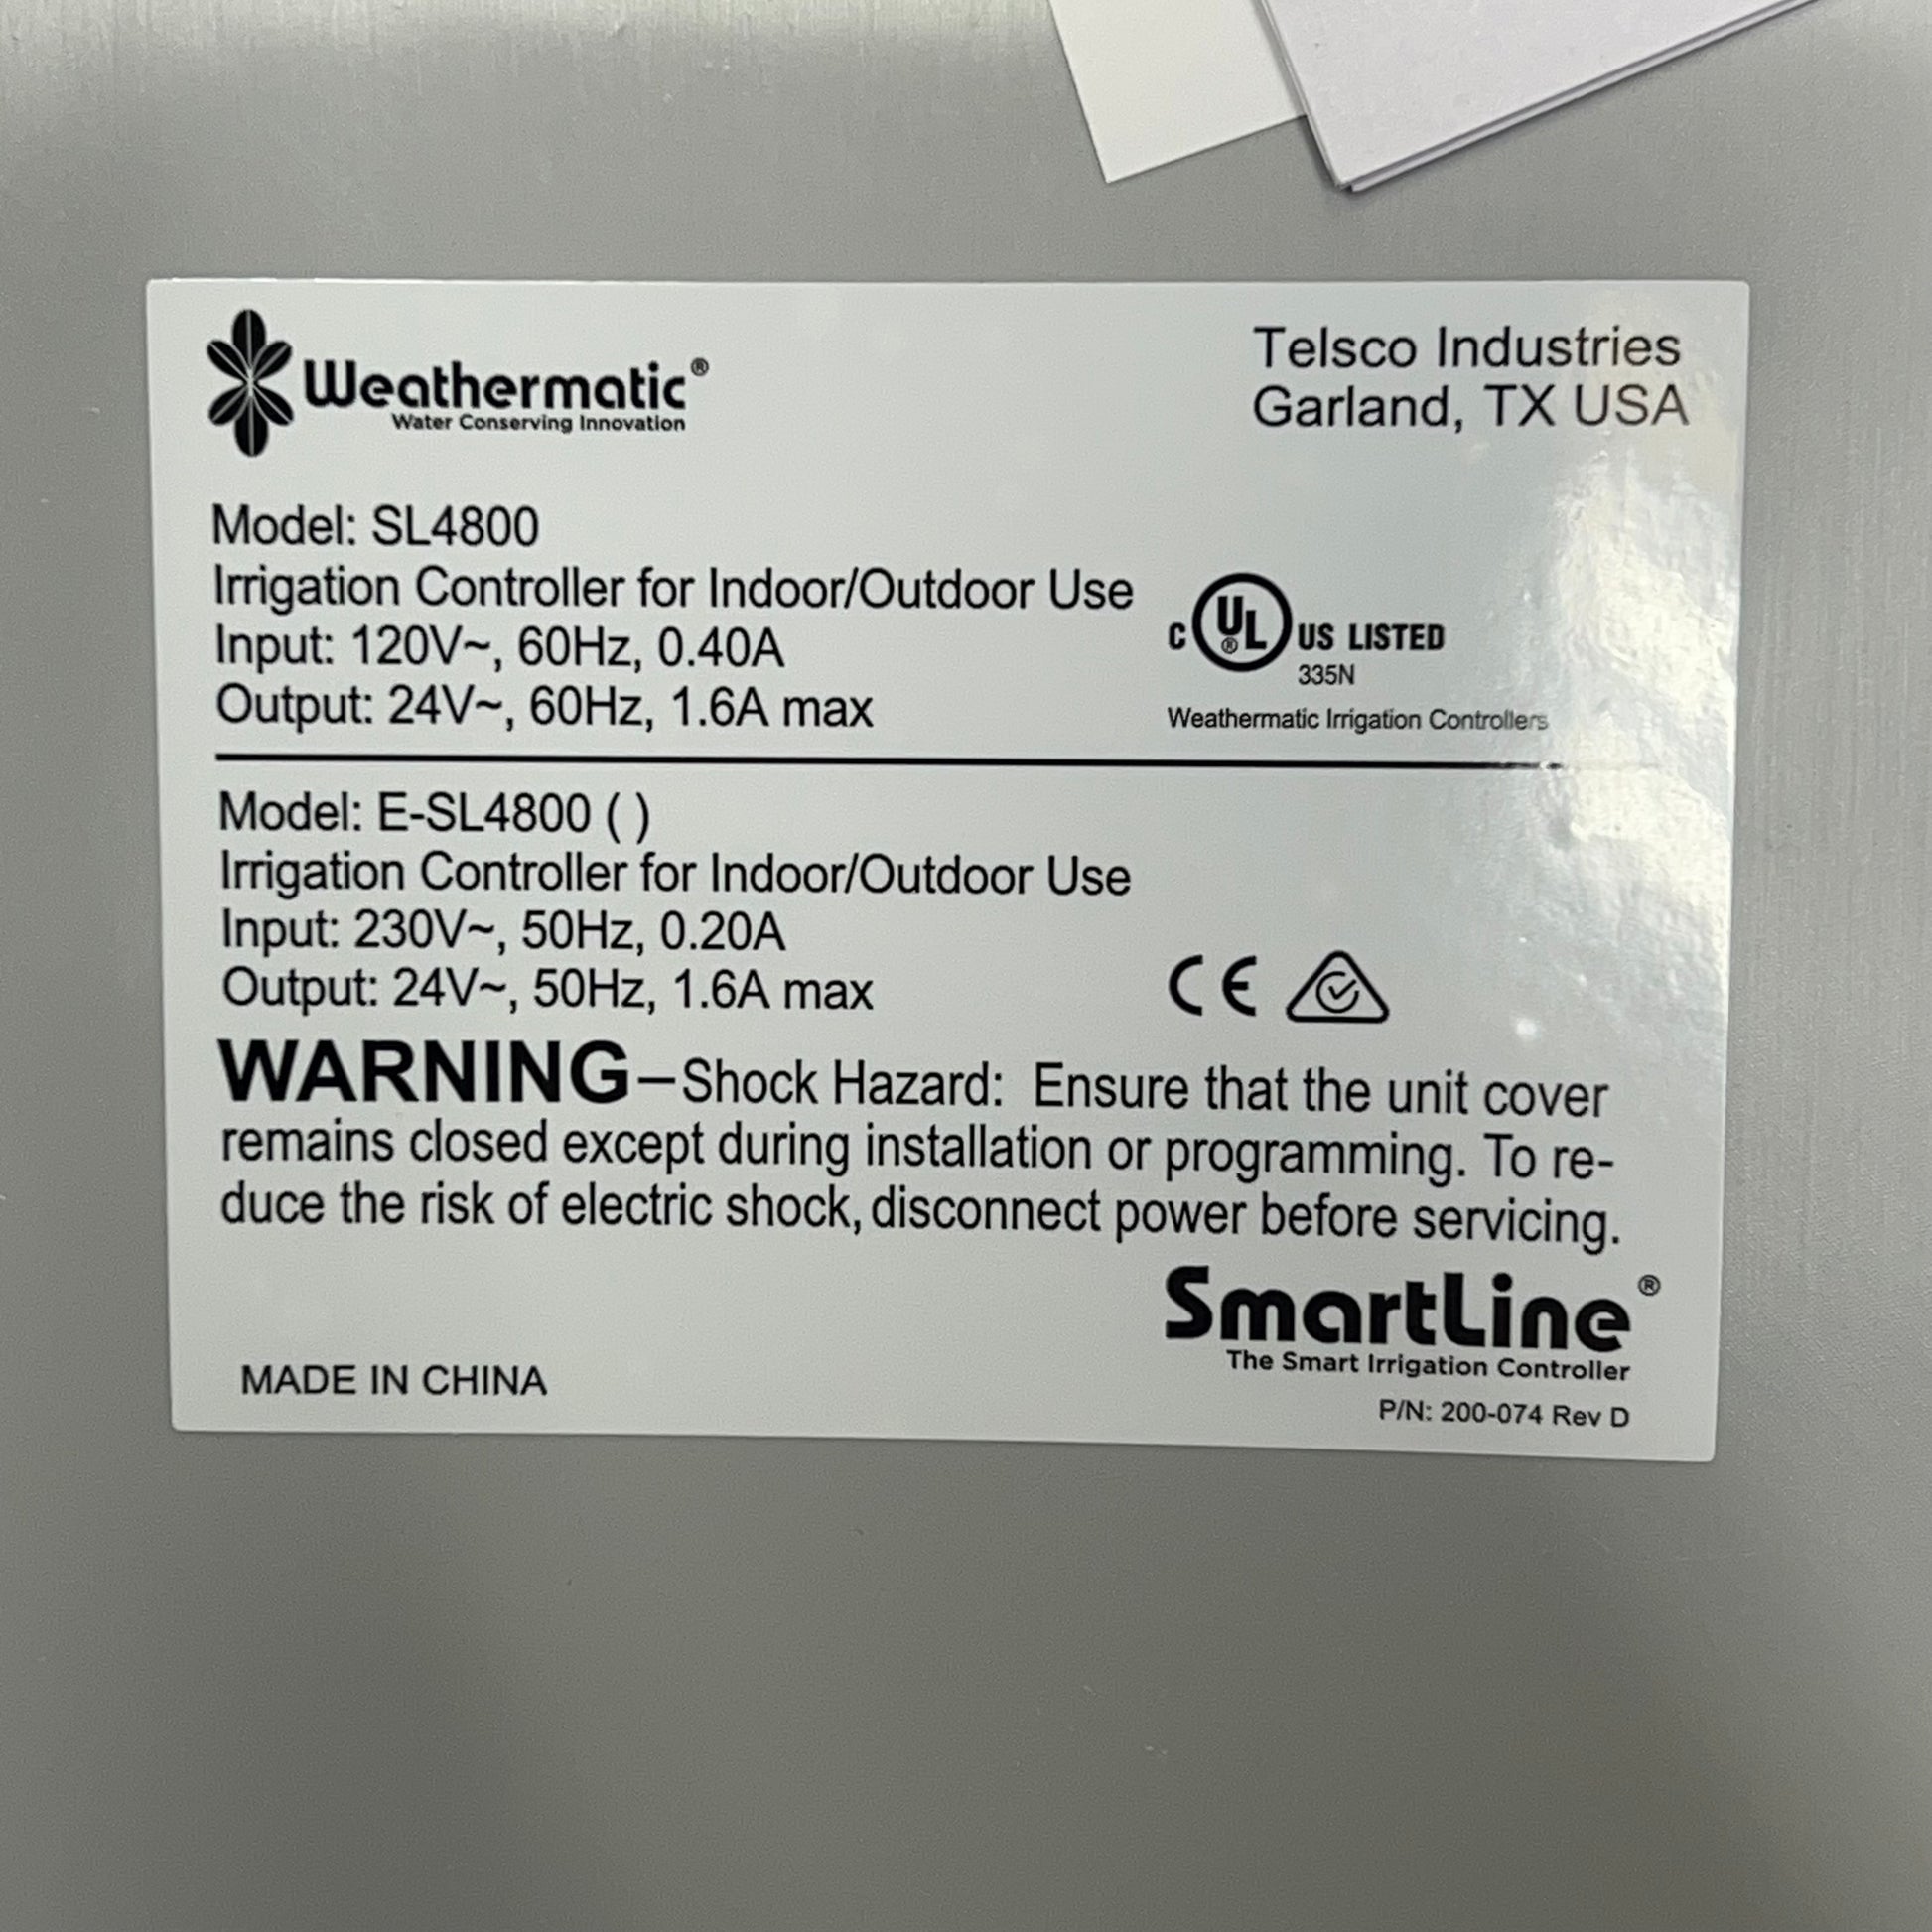 Weathermatic®
Water Conserving Innovation
Telsco Industries
Garland, TX USA
Model: SL4800
Irrigation Controller for Indoor/Outdoor Use
Input: 120V~, 60Hz, 0.40A
Output: 24V~, 60Hz, 1.6A max
C UL® US LISTED
335N
Weathermatic Irrigation Controllers
Model: E-SL4800 ( )
Irrigation Controller for Indoor/Outdoor Use
Input: 230V~, 50Hz, 0.20A
Output: 24V~, 50Hz, 1.6A max
CE
WARNING–Shock Hazard: Ensure that the unit cover
remains closed except during installation or programming. To re-
duce the risk of electric shock, disconnect power before servicing.
SmartLine®
The Smart Irrigation Controller
MADE IN CHINA
P/N: 200-074 Rev D